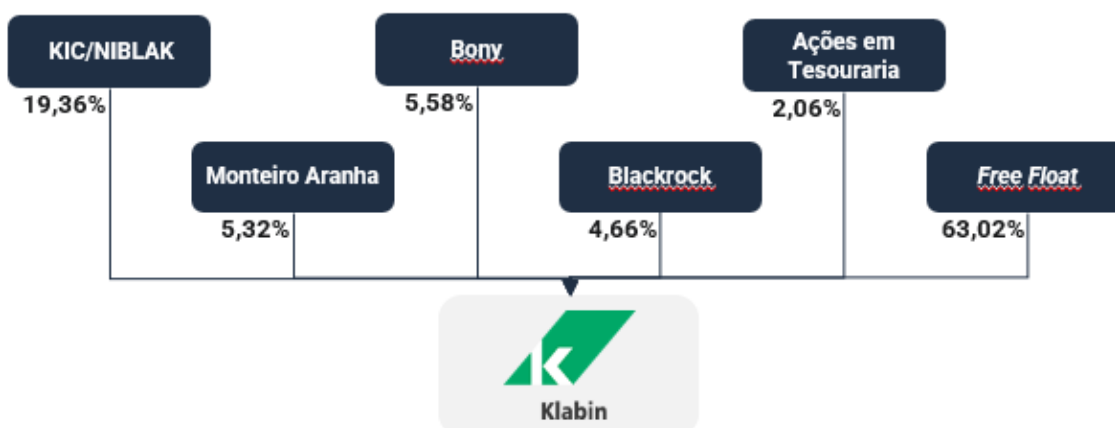 KIC/NIBLAK
19,36%
Monteiro Aranha
5,32%
Bony
5,58%
Blackrock
4,66%
Ações em
Tesouraria
2,06%
Free Float
63,02%
Klabin